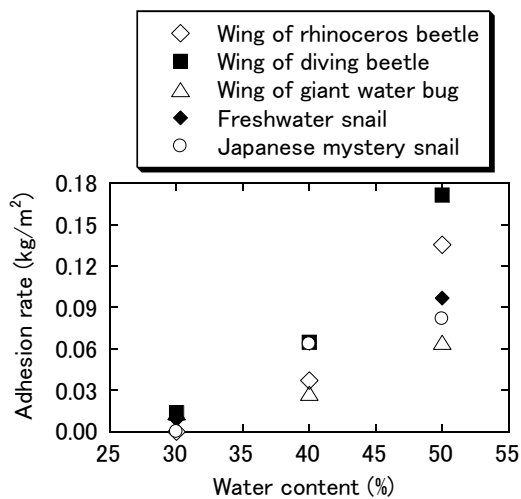 Wing of rhinoceros beetle
Wing of diving beetle
Wing of giant water bug
Freshwater snail
Japanese mystery snail
Adhesion rate (kg/m²)
0.18
0.15
0.12
0.09
0.06
0.03
0.00
25 30 35 40 45 50 55
Water content (%)